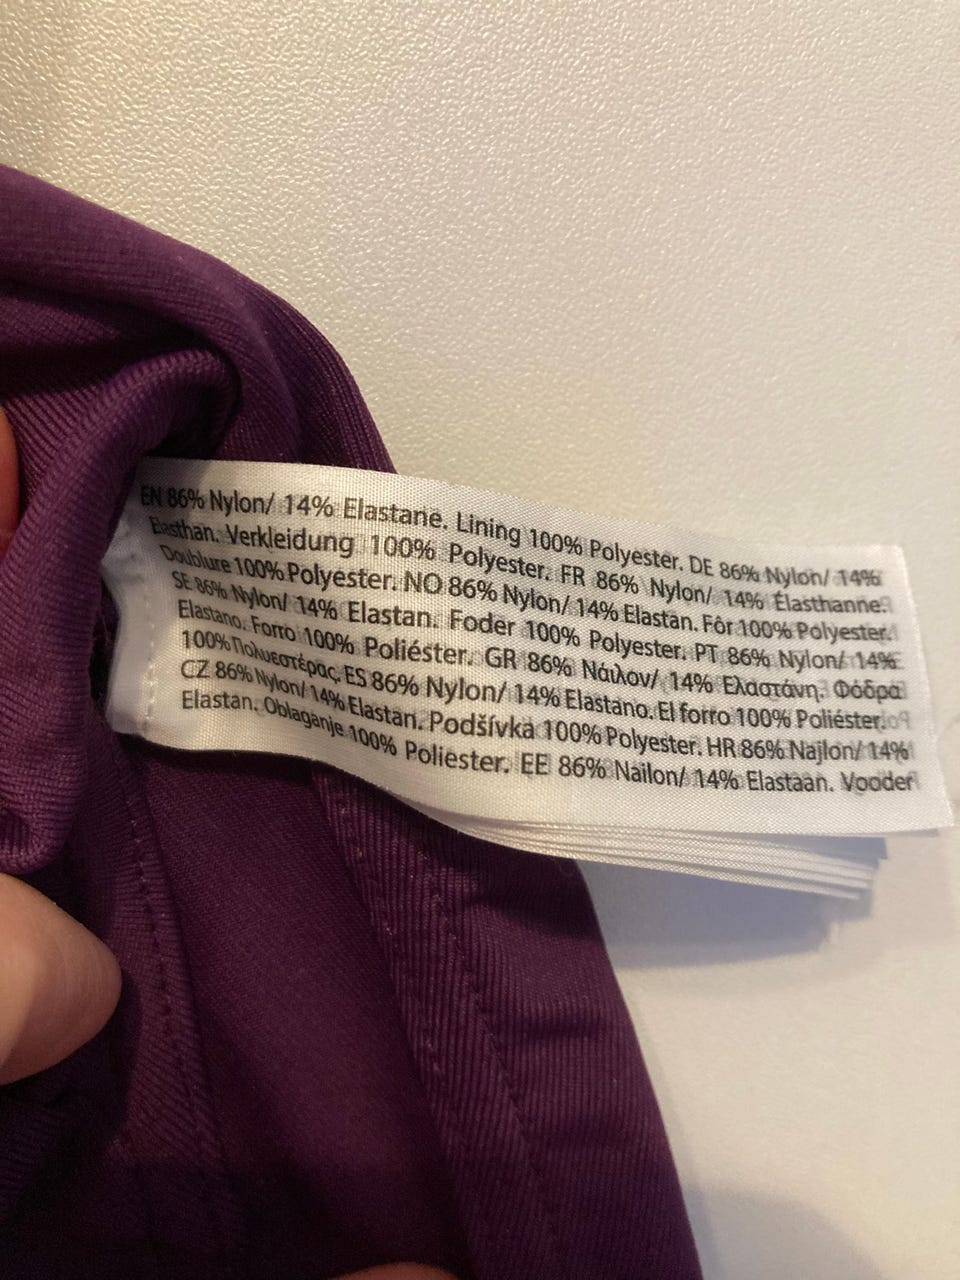 EN 86% Nylon/ 14% Elastane. Lining 100% Polyester. DE 86% Nylon/ 14%
Elasthan. Verkleidung 100% Polyester. FR 86% Nylon/ 14% Élasthanne.
Doublure 100% Polyester. NO 86% Nylon/ 14% Elastan. Fôr 100% Polyester.
SE 86% Nylon/ 14% Elastan. Foder 100% Polyester. PT 86% Nylon/ 14%
Elastano. Forro 100% Poliéster. GR 86% Νάιλον/ 14% Ελαστάνη. Φόδρα
100% Πολυεστέρας. ES 86% Nylon/ 14% Elastano. El forro 100% Poliéster.
CZ 86% Nylon/ 14% Elastan. Podšívka 100% Polyester. HR 86% Najlon/ 14%
Elastan. Oblaganje 100% Poliester. EE 86% Nailon/ 14% Elastaan. Vooder